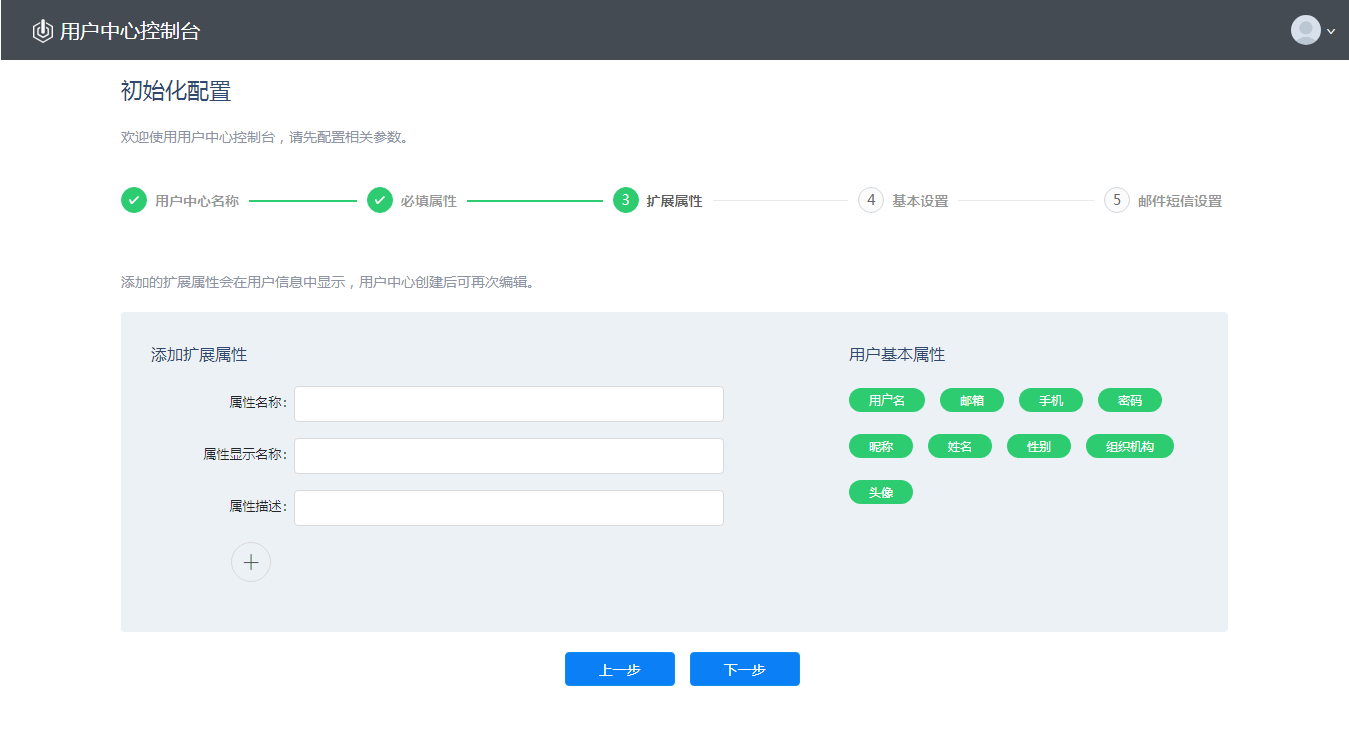 用户中心控制台
初始化配置
欢迎使用用户中心控制台，请先配置相关参数。
用户中心名称 必填属性 3 扩展属性 4 基本设置 5 邮件短信设置
添加的扩展属性会在用户信息中显示，用户中心创建后可再次编辑。
添加扩展属性
属性名称:
属性显示名称:
属性描述:
用户基本属性
用户名 邮箱 手机 密码
昵称 姓名 性别 组织机构
头像
上一步 下一步